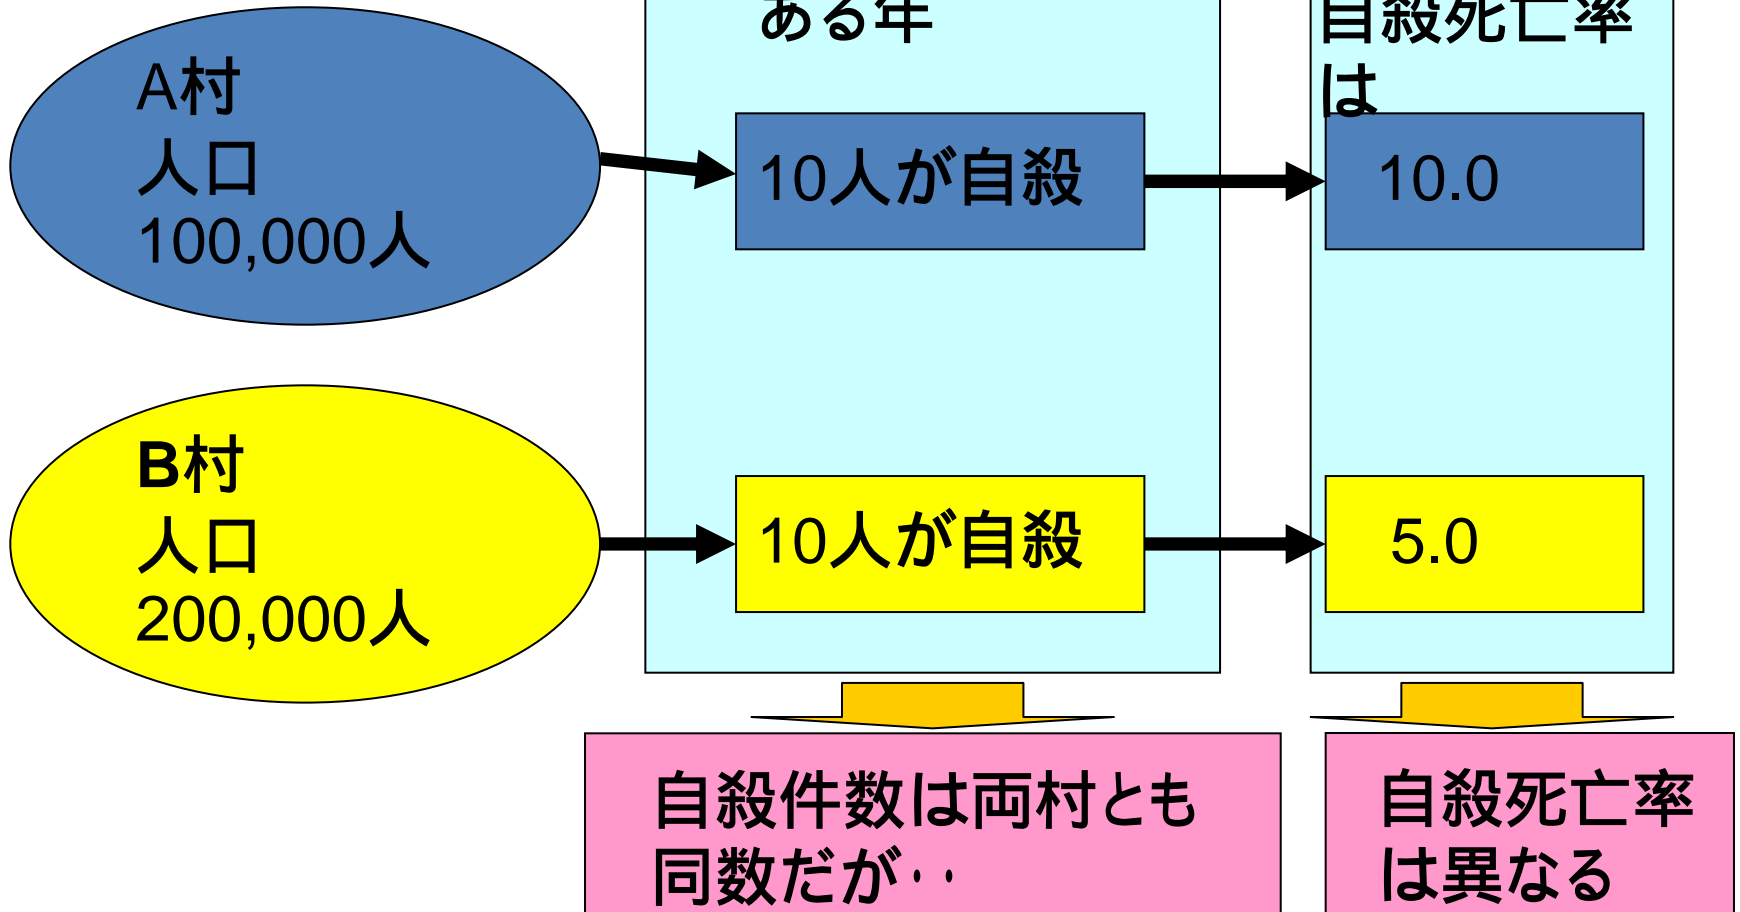 ある年
自殺死亡率
は
A村
人口
100,000人
10人が自殺
10.0
B村
人口
200,000人
10人が自殺
5.0
自殺件数は両村とも
同数だが‥
自殺死亡率
は異なる